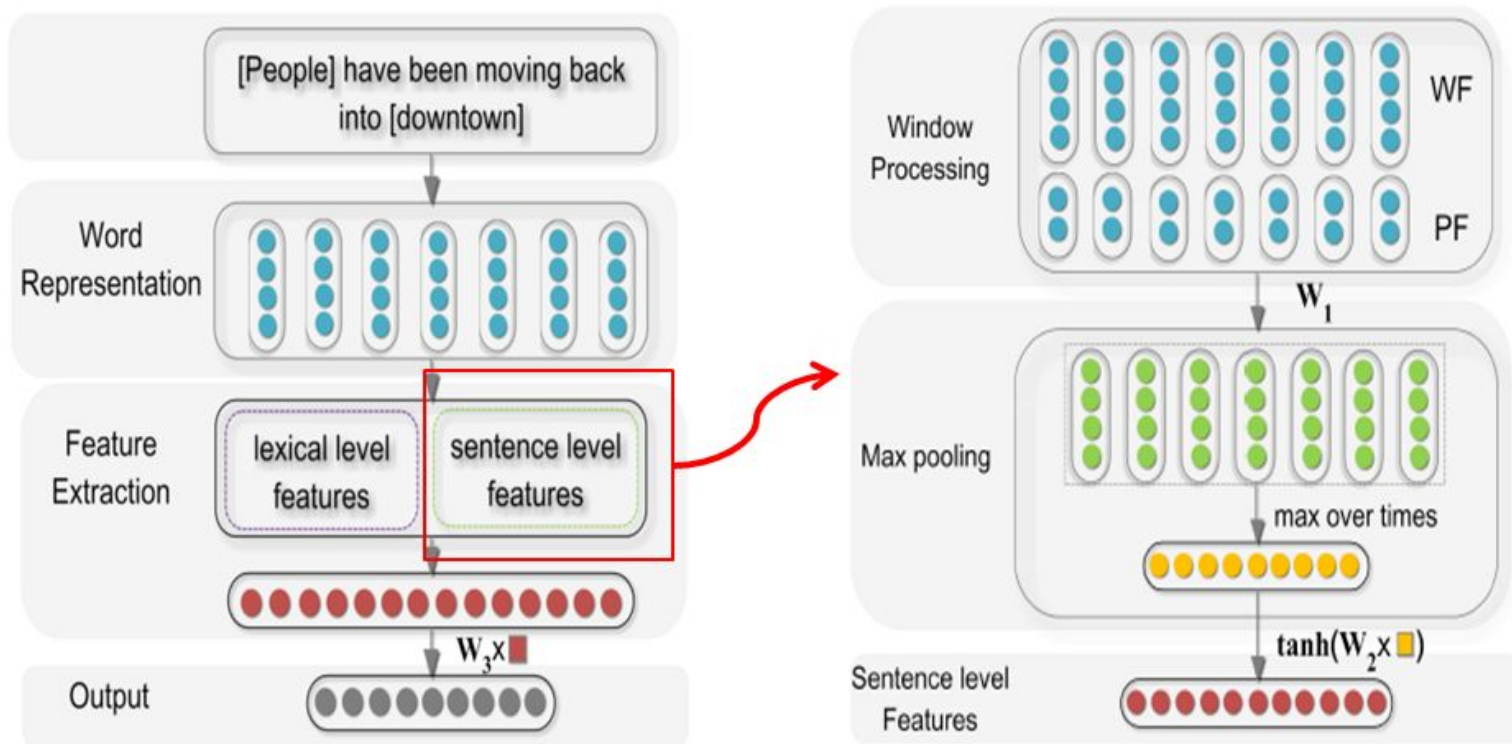 [People] have been moving back
into [downtown]
Word
Representation
Feature
Extraction
lexical level
features
sentence level
features
W3x
Output
Window
Processing
WF
PF
W1
Max pooling
max over times
tanh(W2x )
Sentence level
Features